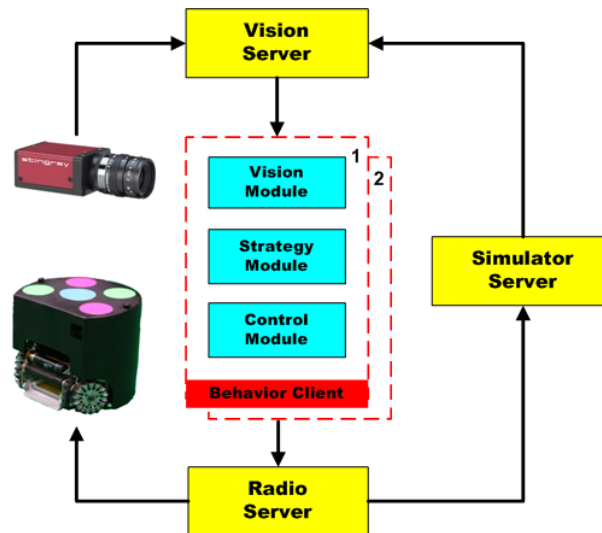 Vision
Server
1
2
Vision
Module
stingray
Strategy
Module
Simulator
Server
Control
Module
Behavior Client
Radio
Server